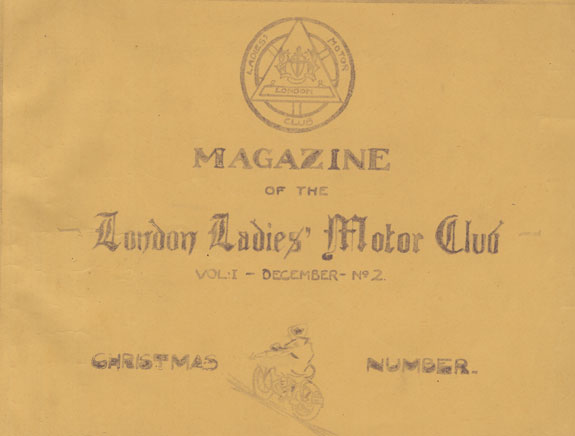 LADIES' MOTOR
LONDON
CLUB
MAGAZINE
OF THE
London Ladies' Motor Club
VOL. I - DECEMBER - Nº 2.
CHRISTMAS NUMBER.